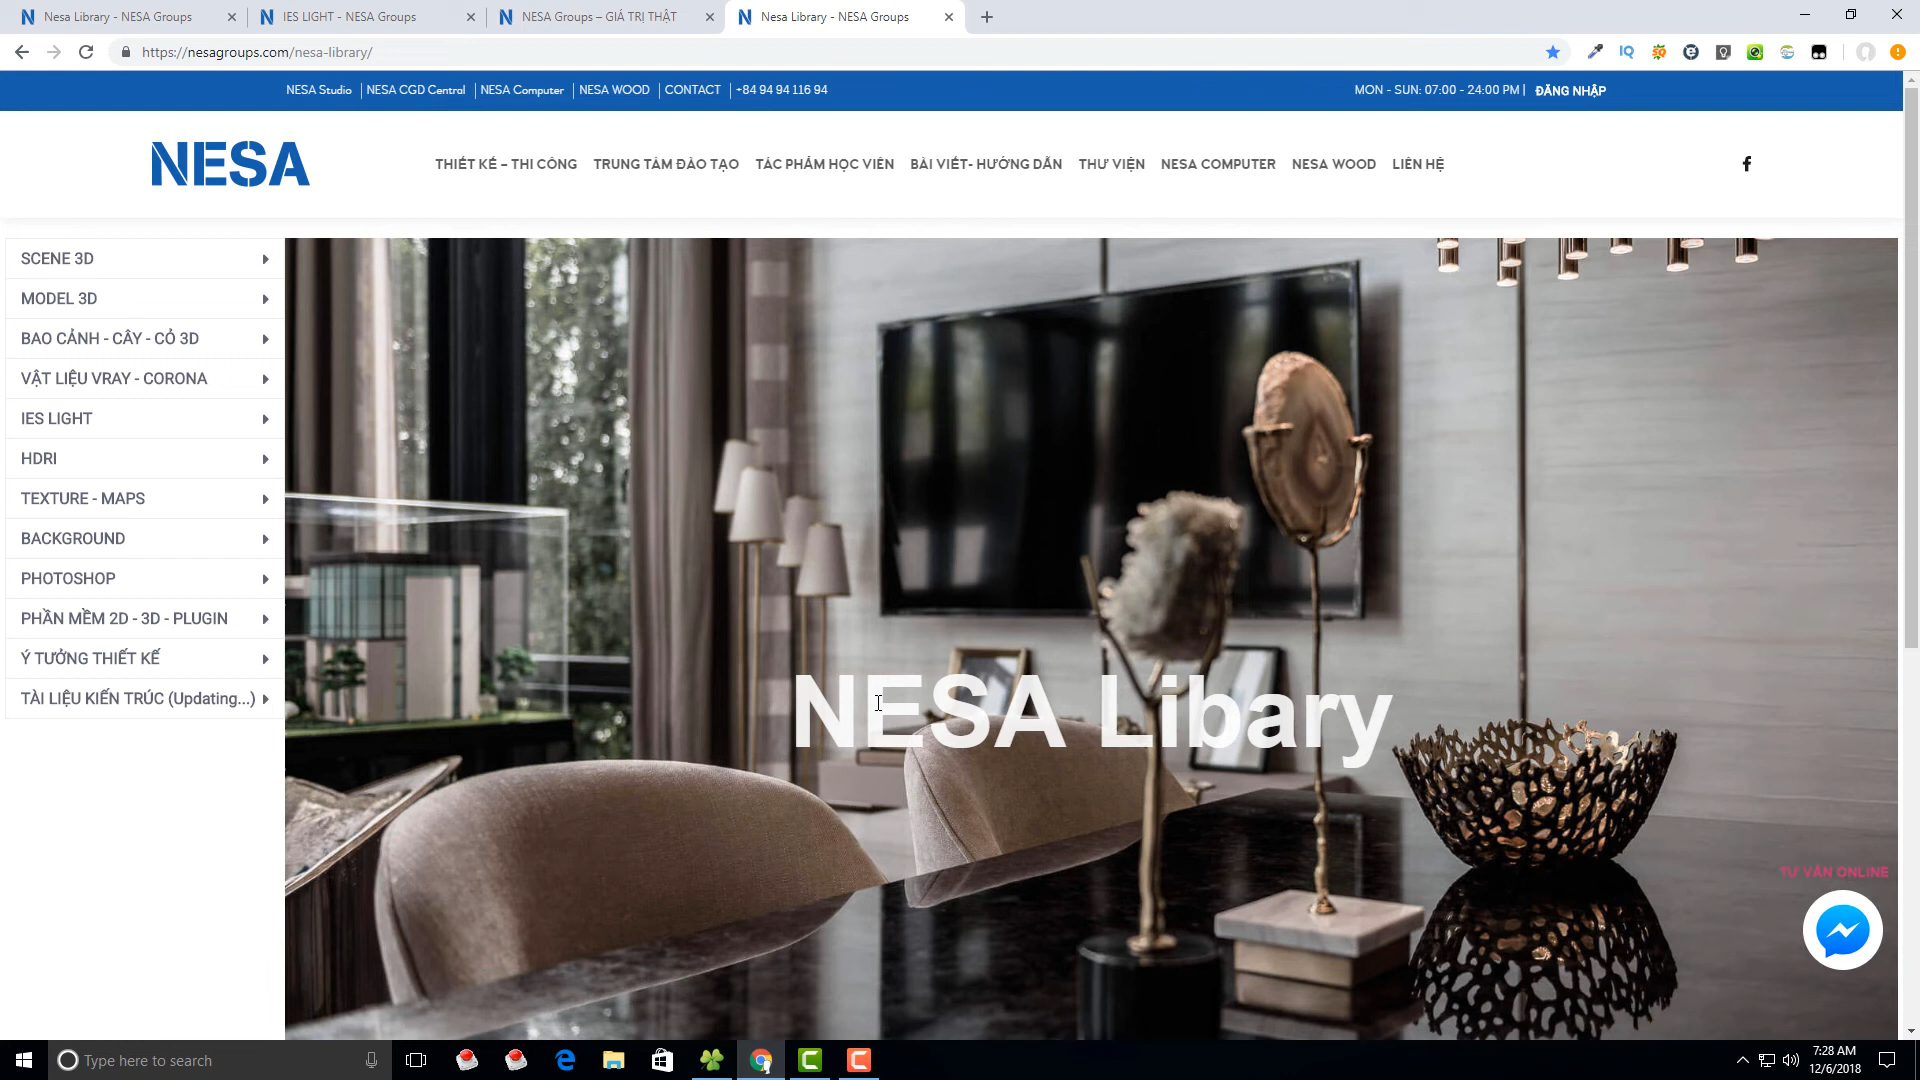 Nesa Library - NESA Groups
IES LIGHT - NESA Groups
NESA Groups – GIÁ TRỊ THẬT
Nesa Library - NESA Groups
https://nesagroups.com/nesa-library/
NESA Studio | NESA CGD Central | NESA Computer | NESA WOOD | CONTACT | +84 94 94 116 94
MON - SUN: 07:00 - 24:00 PM | ĐĂNG NHẬP
NESA
THIẾT KẾ – THI CÔNG TRUNG TÂM ĐÀO TẠO TÁC PHẨM HỌC VIÊN BÀI VIẾT- HƯỚNG DẪN THƯ VIỆN NESA COMPUTER NESA WOOD LIÊN HỆ
SCENE 3D
MODEL 3D
BAO CẢNH - CÂY - CỎ 3D
VẬT LIỆU VRAY - CORONA
IES LIGHT
HDRI
TEXTURE - MAPS
BACKGROUND
PHOTOSHOP
PHẦN MỀM 2D - 3D - PLUGIN
Ý TƯỞNG THIẾT KẾ
TÀI LIỆU KIẾN TRÚC (Updating...)
NESA Libary
TƯ VẤN ONLINE
Type here to search
7:28 AM
12/6/2018